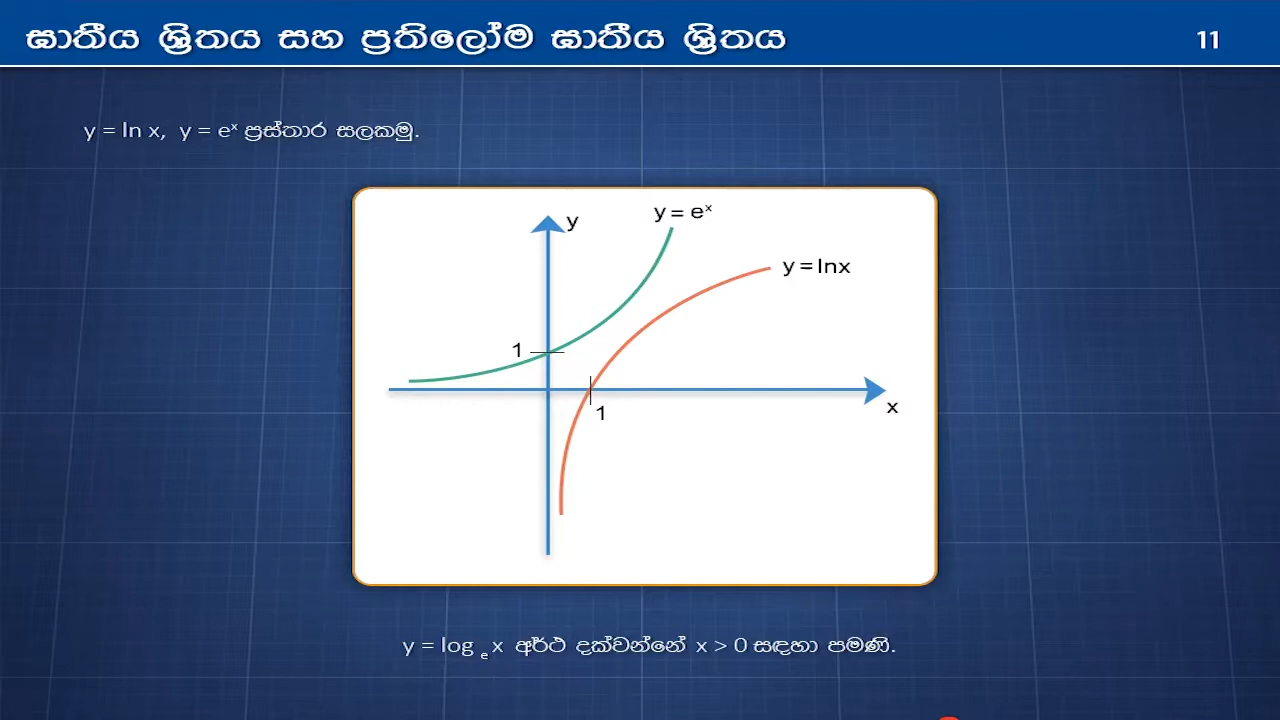 ඝාතීය ශ්‍රිතය සහ ප්‍රතිලෝම ඝාතීය ශ්‍රිතය
11
y = ln x, y = eˣ ප්‍රස්තාර සලකමු.
y
y = eˣ
y = lnx
1
1
x
y = log ₑ x අර්ථ දක්වන්නේ x > 0 සඳහා පමණි.